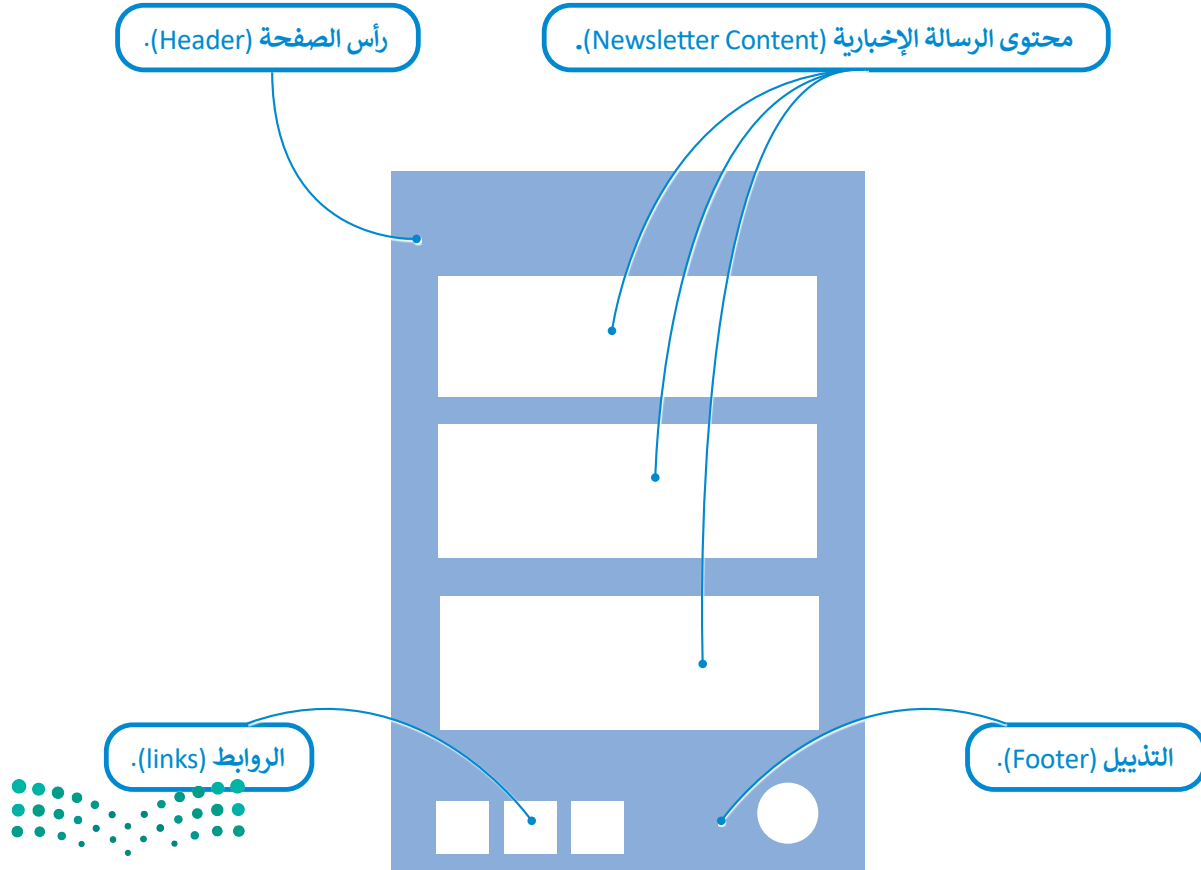 محتوى الرسالة الإخبارية (Newsletter Content).
رأس الصفحة (Header).
التذييل (Footer).
الروابط (links).